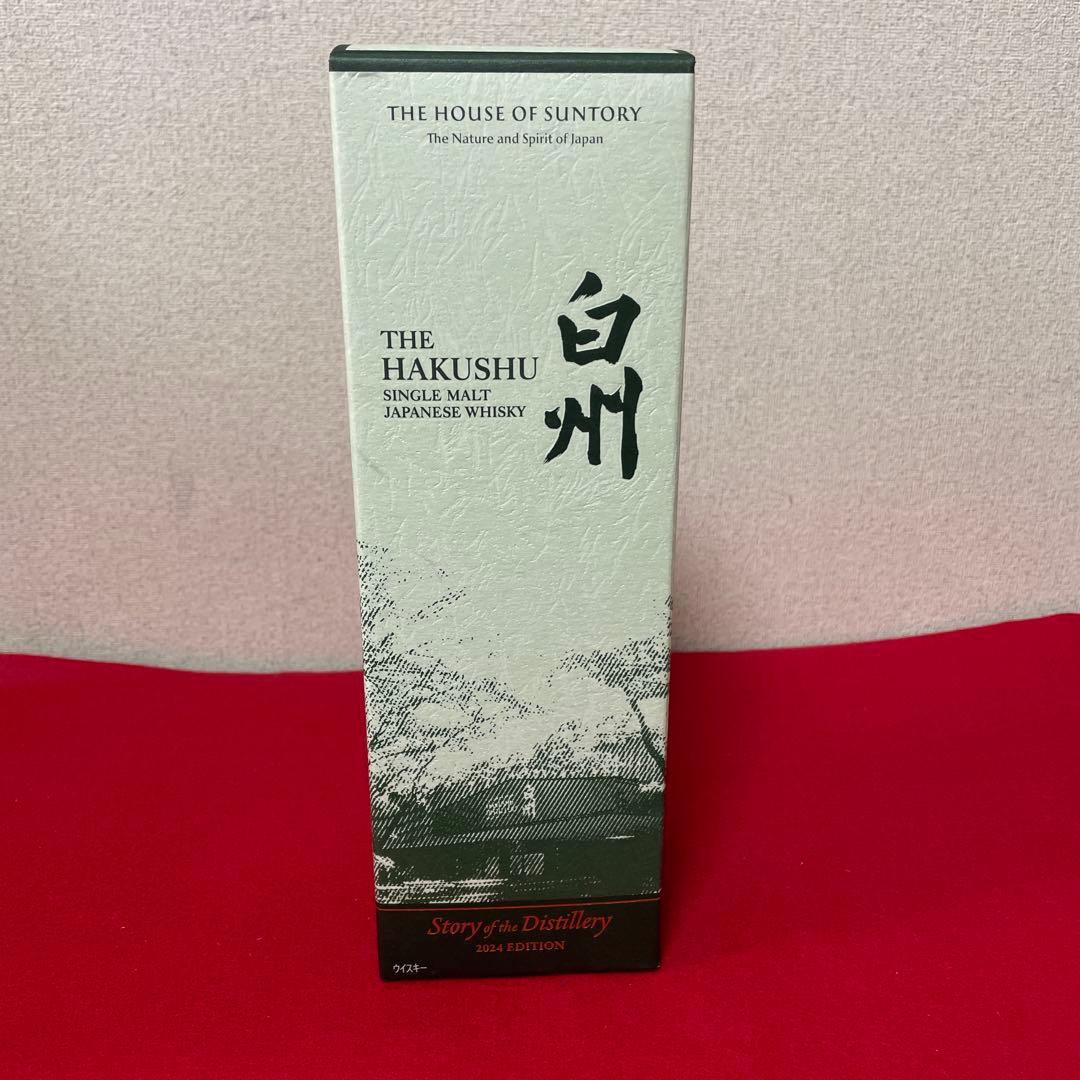 THE HOUSE OF SUNTORY
The Nature and Spirit of Japan
THE
HAKUSHU
SINGLE MALT
JAPANESE WHISKY
白州
Story of the Distillery
2024 EDITION
ウイスキー